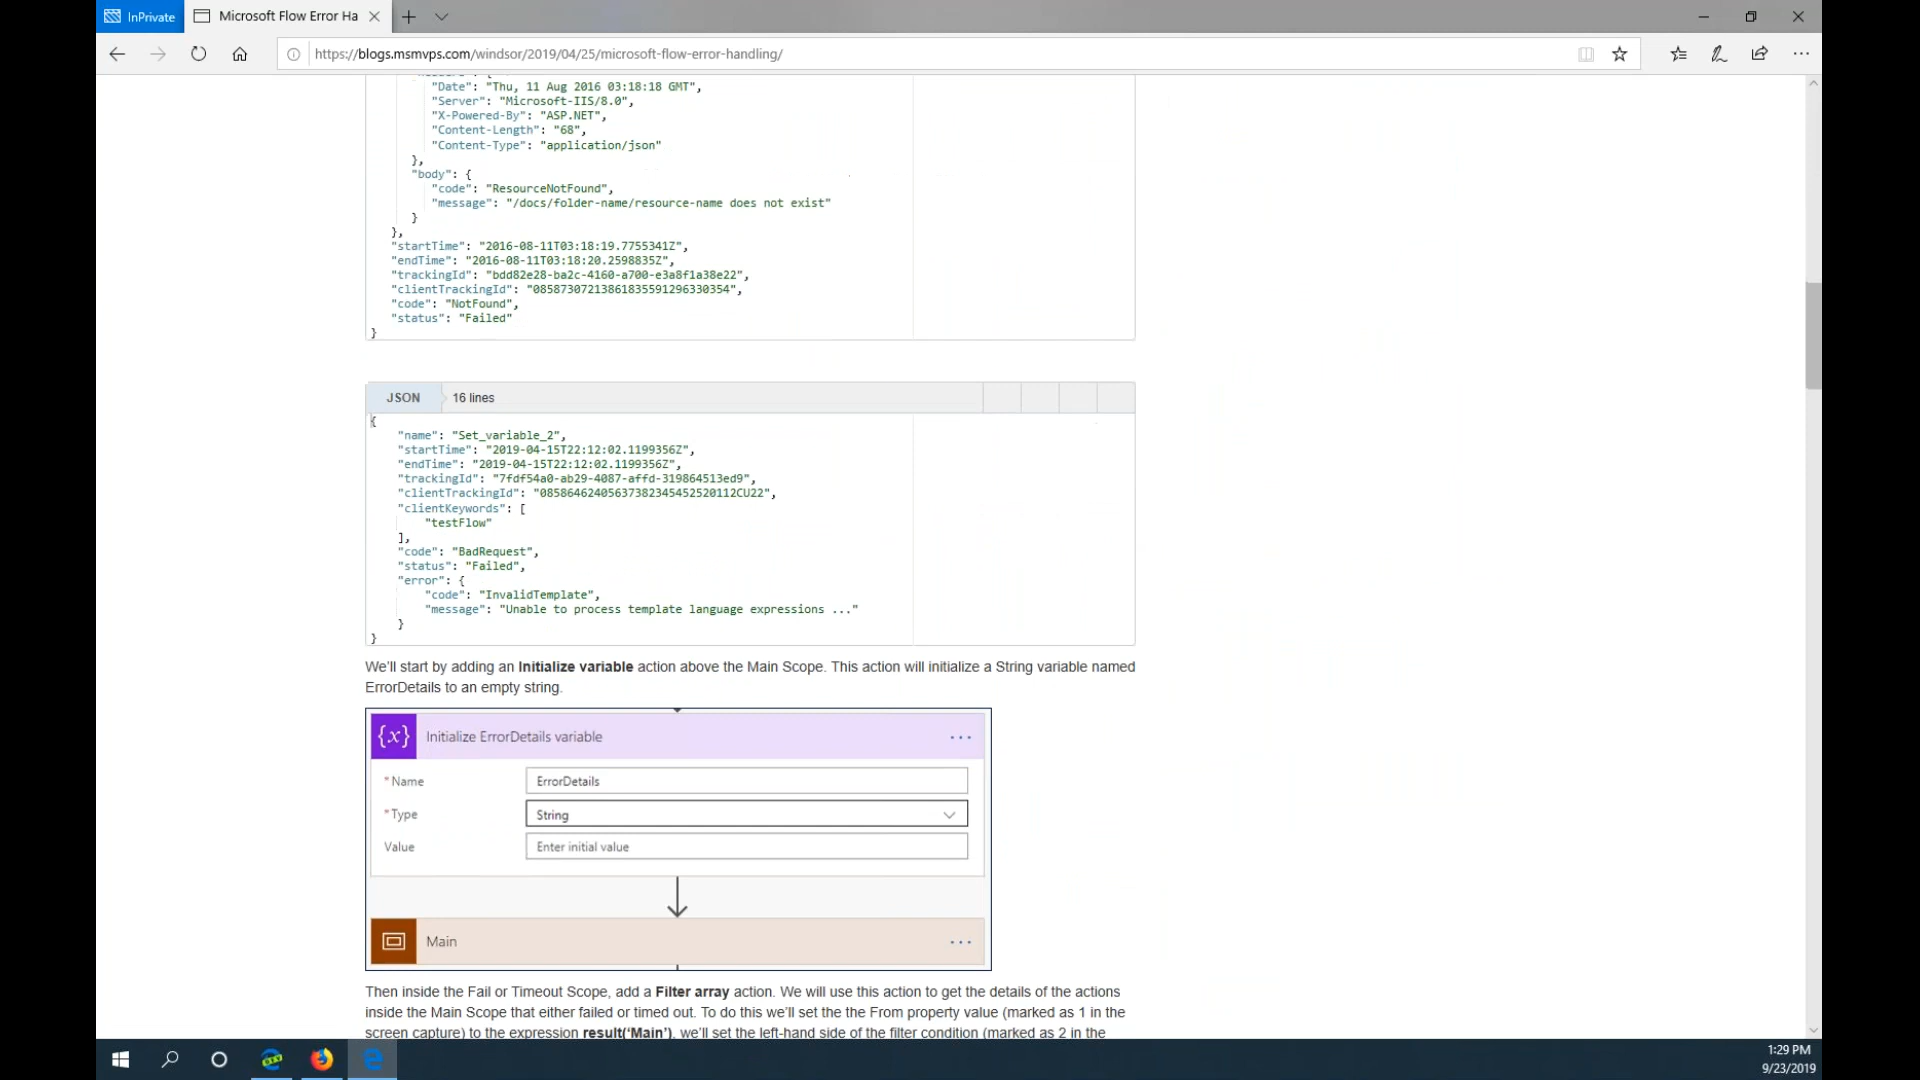 InPrivate
Microsoft Flow Error Ha
https://blogs.msmvps.com/windsor/2019/04/25/microsoft-flow-error-handling/
"Date": "Thu, 11 Aug 2016 03:18:18 GMT",
"Server": "Microsoft-IIS/8.0",
"X-Powered-By": "ASP.NET",
"Content-Length": "68",
"Content-Type": "application/json"
},
"body": {
"code": "ResourceNotFound",
"message": "/docs/folder-name/resource-name does not exist"
}
},
"startTime": "2016-08-11T03:18:19.7755341Z",
"endTime": "2016-08-11T03:18:20.2598835Z",
"trackingId": "bdd82e28-ba2c-4160-a700-e3a8f1a38e22",
"clientTrackingId": "08587307213861835591296330354",
"code": "NotFound",
"status": "Failed"
}
JSON 16 lines
{
"name": "Set_variable_2",
"startTime": "2019-04-15T22:12:02.1199356Z",
"endTime": "2019-04-15T22:12:02.1199356Z",
"trackingId": "7fdf54a0-ab29-4087-affd-319864513ed9",
"clientTrackingId": "08586462405637382345452520112CU22",
"clientKeywords": [
"testFlow"
],
"code": "BadRequest",
"status": "Failed",
"error": {
"code": "InvalidTemplate",
"message": "Unable to process template language expressions ..."
}
}
We'll start by adding an Initialize variable action above the Main Scope. This action will initialize a String variable named
ErrorDetails to an empty string.
{x} Initialize ErrorDetails variable ...
* Name ErrorDetails
* Type String
Value Enter initial value
Main ...
Then inside the Fail or Timeout Scope, add a Filter array action. We will use this action to get the details of the actions
inside the Main Scope that either failed or timed out. To do this we'll set the the From property value (marked as 1 in the
screen capture) to the expression result('Main'), we'll set the left-hand side of the filter condition (marked as 2 in the
1:29 PM
9/23/2019